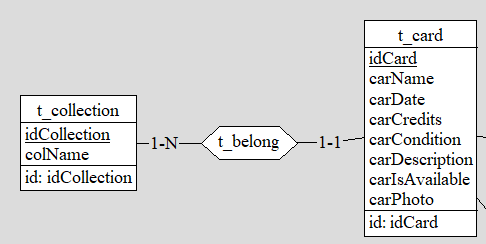 t_collection
idCollection
colName
id: idCollection
1-N
t_belong
1-1
t_card
idCard
carName
carDate
carCredits
carCondition
carDescription
carIsAvailable
carPhoto
id: idCard